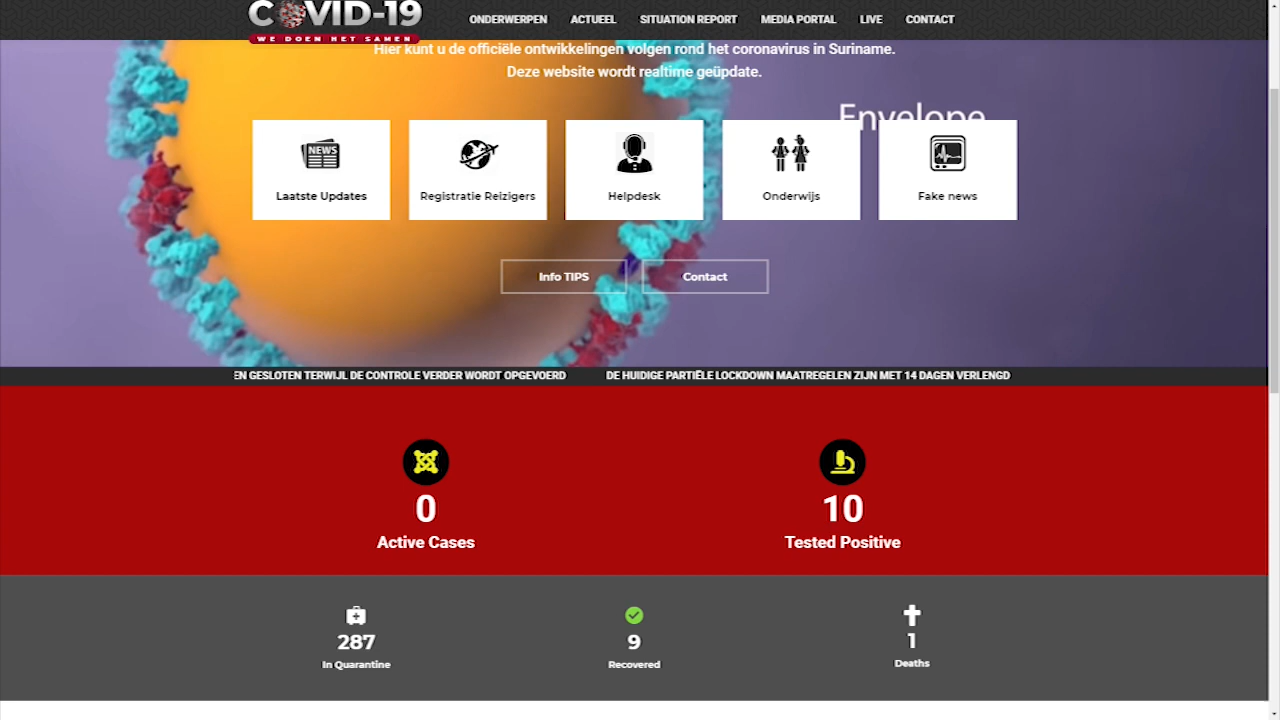 COVID-19
WE DOEN HET SAMEN
ONDERWERPEN ACTUEEL SITUATION REPORT MEDIA PORTAL LIVE CONTACT
Hier kunt u de officiële ontwikkelingen volgen rond het coronavirus in Suriname.
Deze website wordt realtime geüpdate.
Envelope
NEWS
Laatste Updates
Registratie Reizigers
Helpdesk
Onderwijs
Fake news
Info TIPS
Contact
EN GESLOTEN TERWIJL DE CONTROLE VERDER WORDT OPGEVOERD DE HUIDIGE PARTIËLE LOCKDOWN MAATREGELEN ZIJN MET 14 DAGEN VERLENGD
0
Active Cases
10
Tested Positive
287
In Quarantine
9
Recovered
1
Deaths